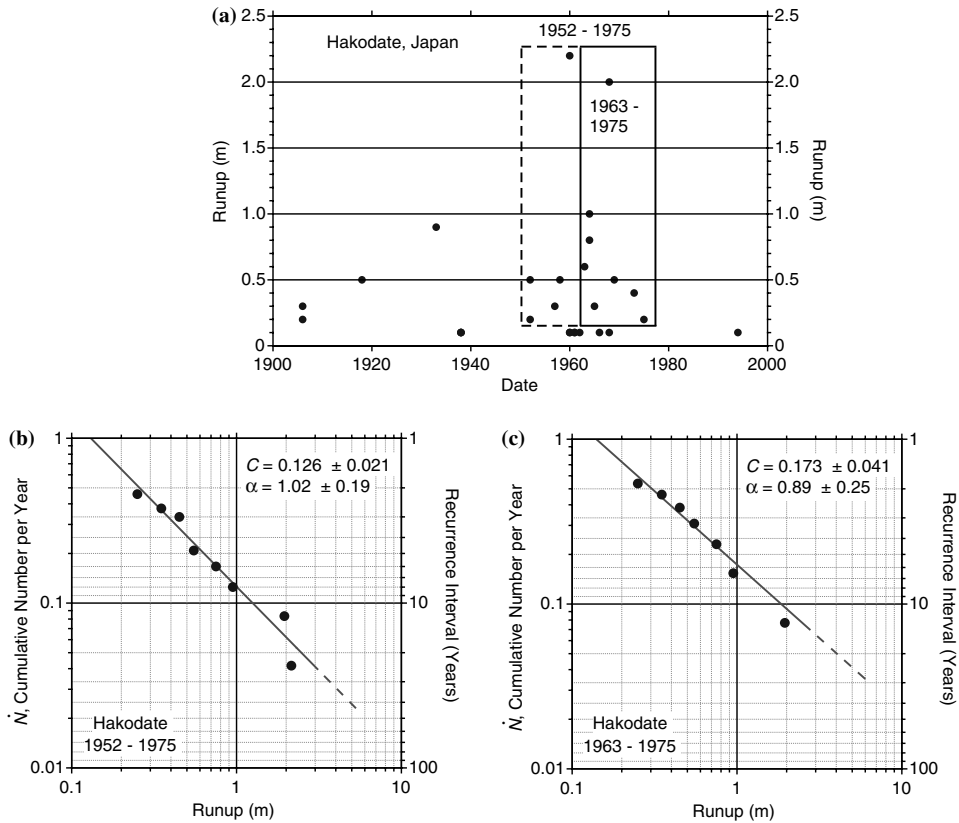 (a)
2.5
2.0
1.5
1.0
0.5
0
Runup (m)
Hakodate, Japan
1952 - 1975
1963 -
1975
2.5
2.0
1.5
1.0
0.5
0
Runup (m)
1900 1920 1940 1960 1980 2000
Date
(b)
1
0.1
0.01
Ṅ, Cumulative Number per Year
C = 0.126 ± 0.021
α = 1.02 ± 0.19
Hakodate
1952 - 1975
1
10
100
Recurrence Interval (Years)
0.1 1 10
Runup (m)
(c)
1
0.1
0.01
Ṅ, Cumulative Number per Year
C = 0.173 ± 0.041
α = 0.89 ± 0.25
Hakodate
1963 - 1975
1
10
100
Recurrence Interval (Years)
0.1 1 10
Runup (m)